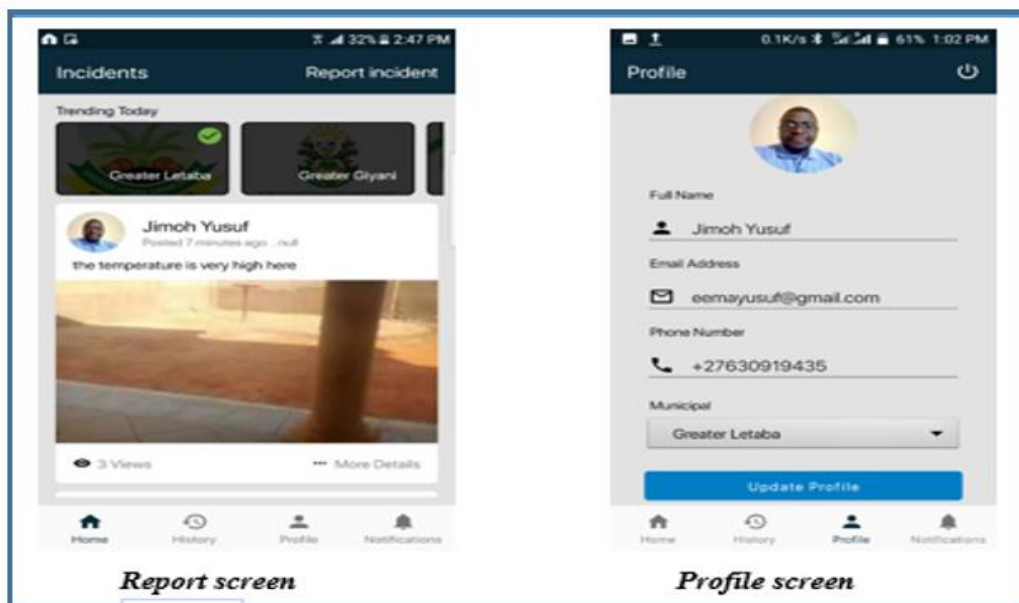 32% 2:47 PM
Incidents Report incident
Trending Today
Greater Letaba Greater Giyani
Jimoh Yusuf
Posted 7 minutes ago . null
the temperature is very high here
3 Views ••• More Details
Home History Profile Notifications
Report screen
0.1K/s 61% 1:02 PM
Profile
Full Name
Jimoh Yusuf
Email Address
eemayusuf@gmail.com
Phone Number
+27630919435
Municipal
Greater Letaba
Update Profile
Home History Profile Notifications
Profile screen